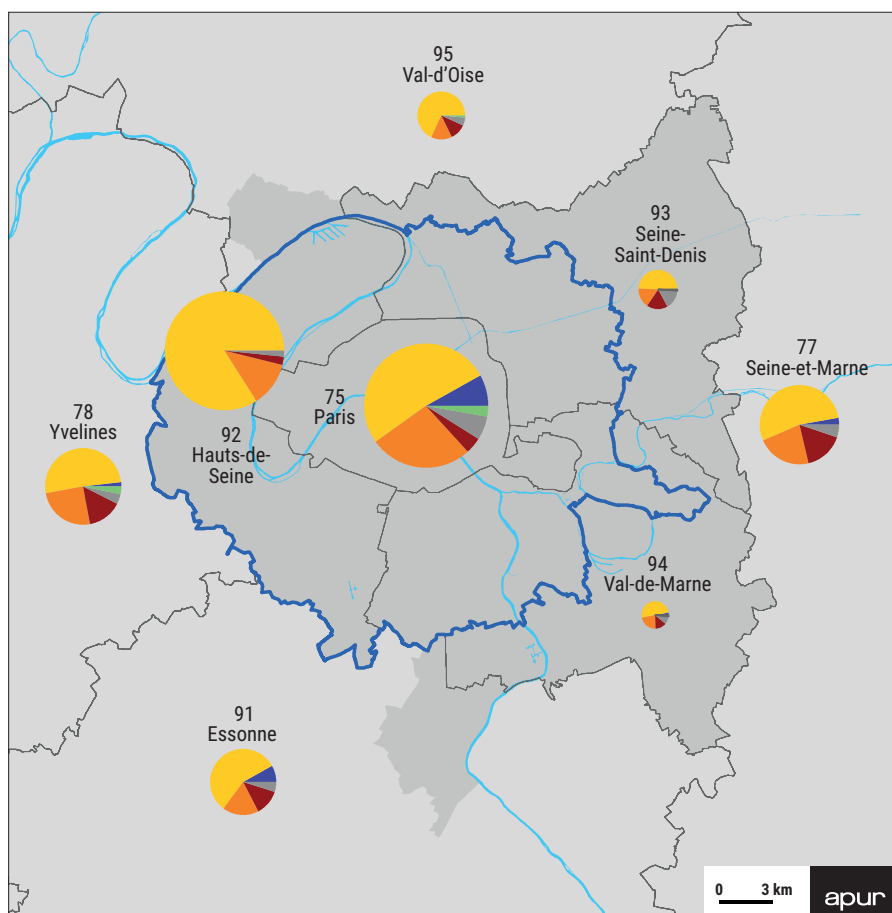 95
Val-d'Oise
93
Seine-
Saint-Denis
77
Seine-et-Marne
75
Paris
78
Yvelines
92
Hauts-de-
Seine
94
Val-de-Marne
91
Essonne
0 3 km
apur